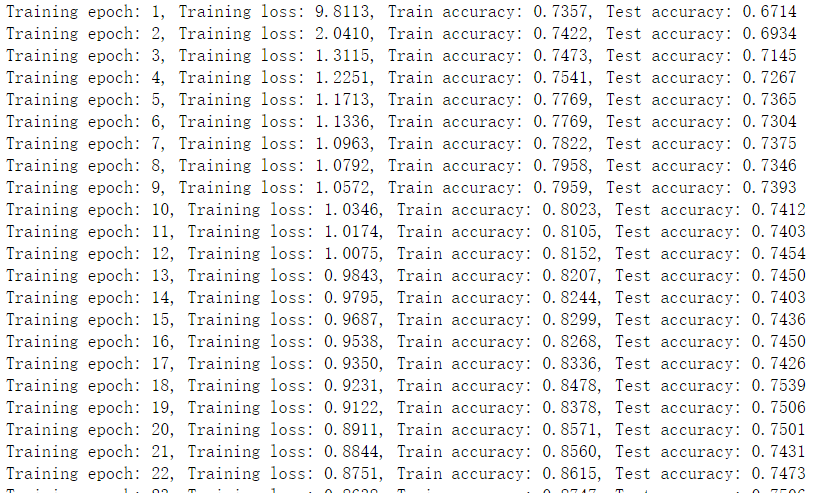 Training epoch: 1, Training loss: 9.8113, Train accuracy: 0.7357, Test accuracy: 0.6714
Training epoch: 2, Training loss: 2.0410, Train accuracy: 0.7422, Test accuracy: 0.6934
Training epoch: 3, Training loss: 1.3115, Train accuracy: 0.7473, Test accuracy: 0.7145
Training epoch: 4, Training loss: 1.2251, Train accuracy: 0.7541, Test accuracy: 0.7267
Training epoch: 5, Training loss: 1.1713, Train accuracy: 0.7769, Test accuracy: 0.7365
Training epoch: 6, Training loss: 1.1336, Train accuracy: 0.7769, Test accuracy: 0.7304
Training epoch: 7, Training loss: 1.0963, Train accuracy: 0.7822, Test accuracy: 0.7375
Training epoch: 8, Training loss: 1.0792, Train accuracy: 0.7958, Test accuracy: 0.7346
Training epoch: 9, Training loss: 1.0572, Train accuracy: 0.7959, Test accuracy: 0.7393
Training epoch: 10, Training loss: 1.0346, Train accuracy: 0.8023, Test accuracy: 0.7412
Training epoch: 11, Training loss: 1.0174, Train accuracy: 0.8105, Test accuracy: 0.7403
Training epoch: 12, Training loss: 1.0075, Train accuracy: 0.8152, Test accuracy: 0.7454
Training epoch: 13, Training loss: 0.9843, Train accuracy: 0.8207, Test accuracy: 0.7450
Training epoch: 14, Training loss: 0.9795, Train accuracy: 0.8244, Test accuracy: 0.7403
Training epoch: 15, Training loss: 0.9687, Train accuracy: 0.8299, Test accuracy: 0.7436
Training epoch: 16, Training loss: 0.9538, Train accuracy: 0.8268, Test accuracy: 0.7450
Training epoch: 17, Training loss: 0.9350, Train accuracy: 0.8336, Test accuracy: 0.7426
Training epoch: 18, Training loss: 0.9231, Train accuracy: 0.8478, Test accuracy: 0.7539
Training epoch: 19, Training loss: 0.9122, Train accuracy: 0.8378, Test accuracy: 0.7506
Training epoch: 20, Training loss: 0.8911, Train accuracy: 0.8571, Test accuracy: 0.7501
Training epoch: 21, Training loss: 0.8844, Train accuracy: 0.8560, Test accuracy: 0.7431
Training epoch: 22, Training loss: 0.8751, Train accuracy: 0.8615, Test accuracy: 0.7473